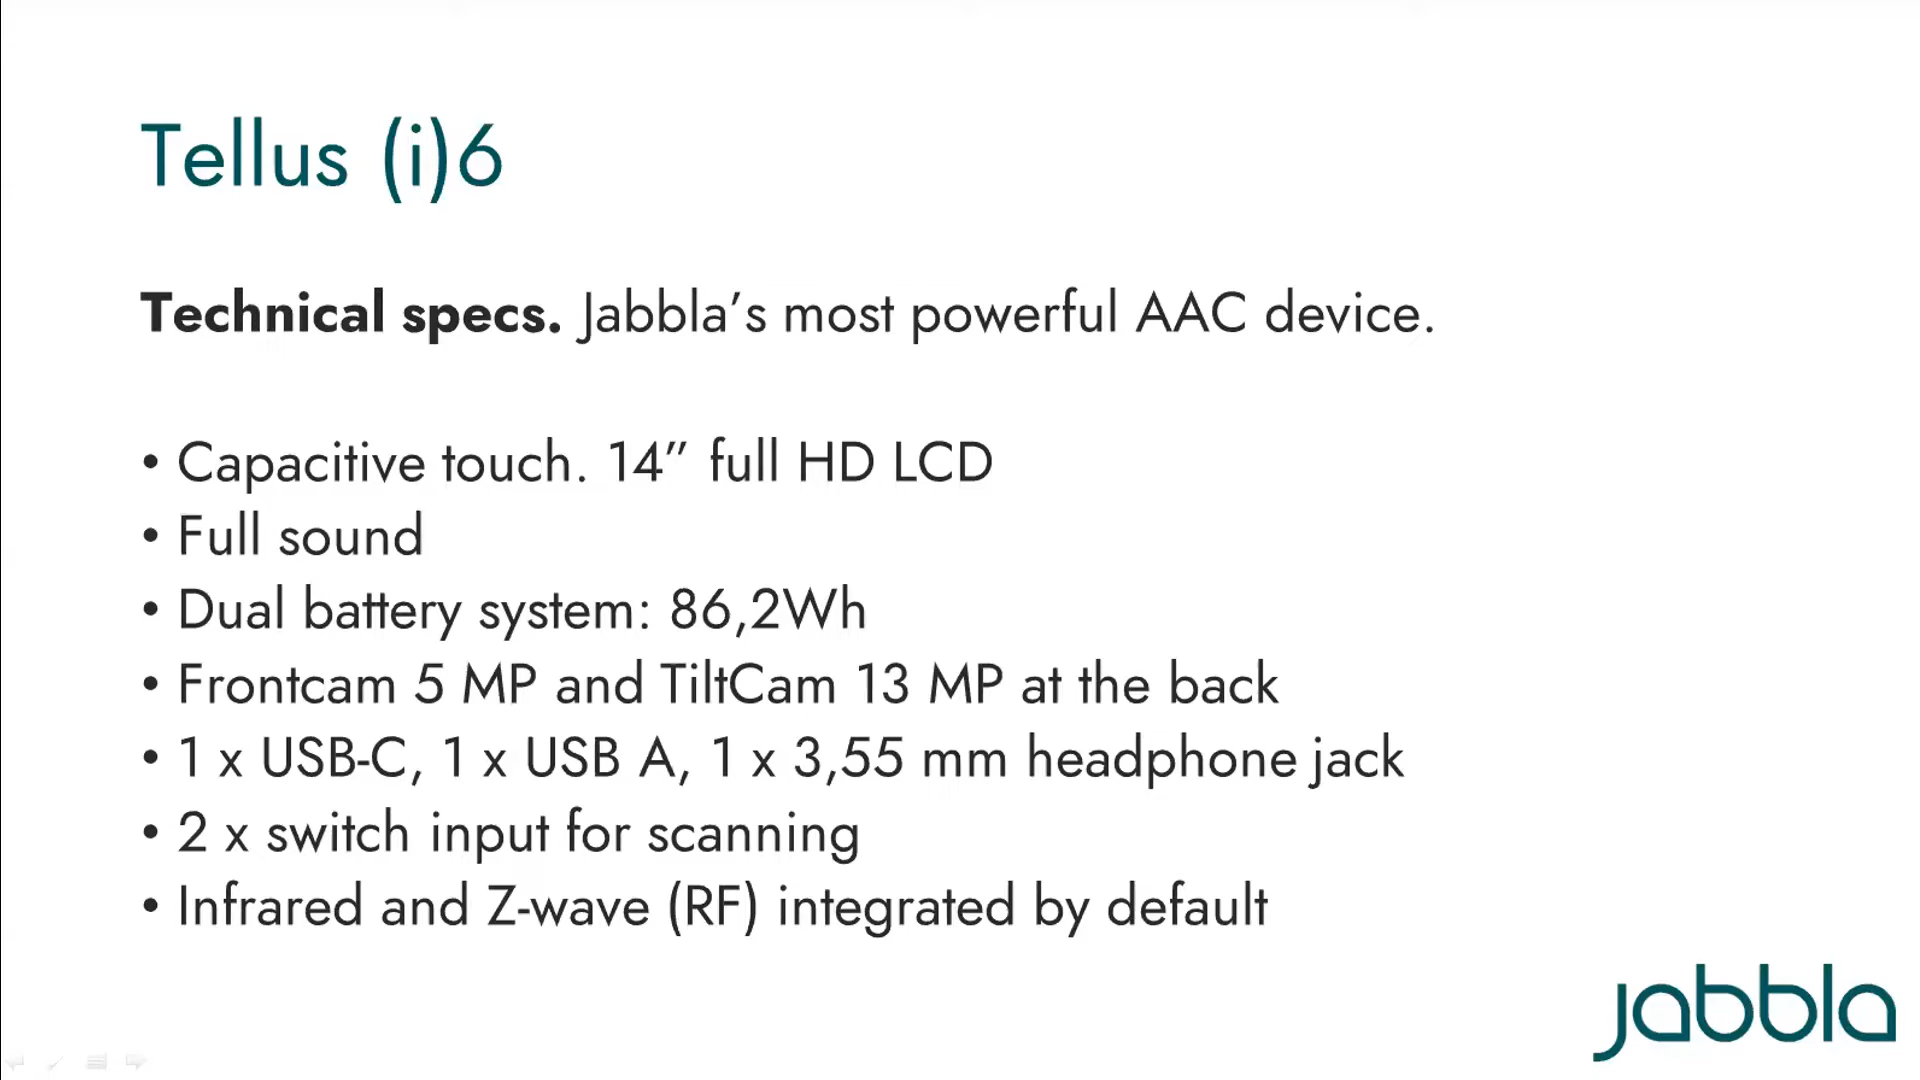 Tellus (i)6
Technical specs. Jabbla’s most powerful AAC device.
• Capacitive touch. 14” full HD LCD
• Full sound
• Dual battery system: 86,2Wh
• Frontcam 5 MP and TiltCam 13 MP at the back
• 1 x USB-C, 1 x USB A, 1 x 3,55 mm headphone jack
• 2 x switch input for scanning
• Infrared and Z-wave (RF) integrated by default
jabbla